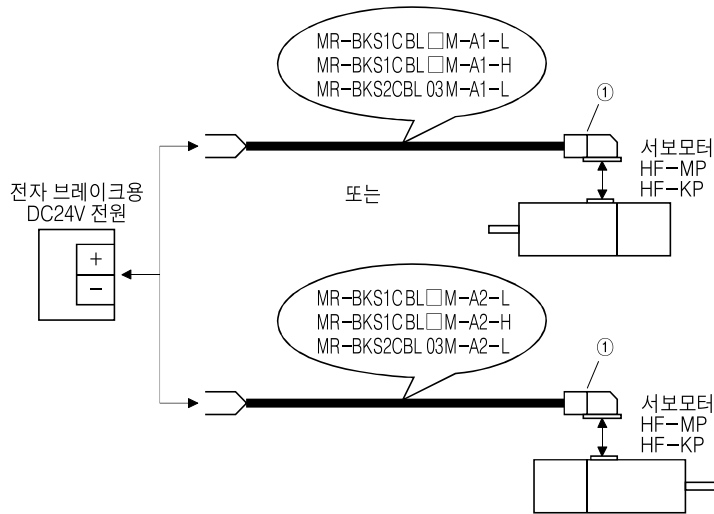 MR-BKS1CBL□M-A1-L
MR-BKS1CBL□M-A1-H
MR-BKS2CBL 03M-A1-L
①
서보모터
HF-MP
HF-KP
전자 브레이크용
DC24V 전원
또는
+
-
MR-BKS1CBL□M-A2-L
MR-BKS1CBL□M-A2-H
MR-BKS2CBL 03M-A2-L
①
서보모터
HF-MP
HF-KP